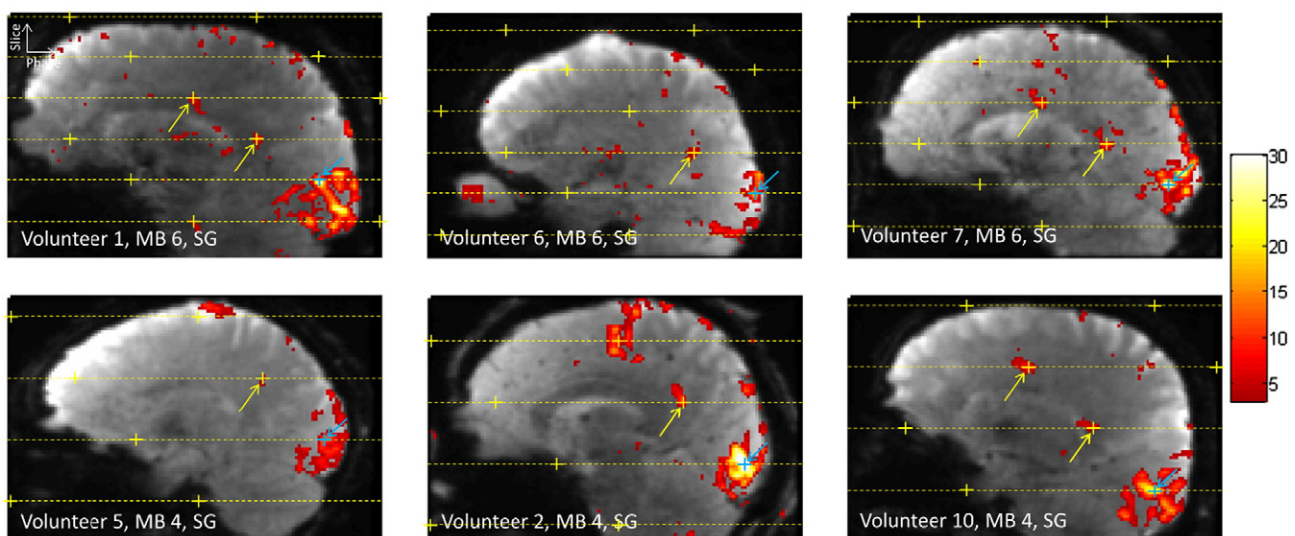 Slice
Phase
Volunteer 1, MB 6, SG
Volunteer 6, MB 6, SG
Volunteer 7, MB 6, SG
30
25
20
15
10
5
Volunteer 5, MB 4, SG
Volunteer 2, MB 4, SG
Volunteer 10, MB 4, SG